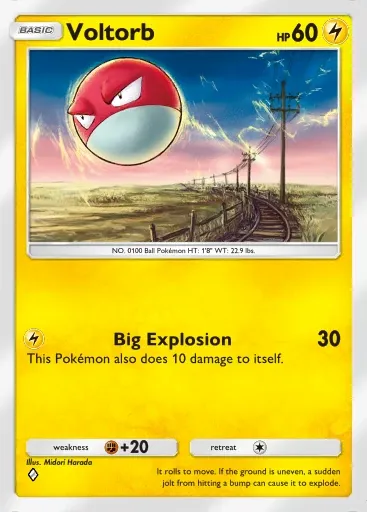 BASIC Voltorb HP 60
NO. 0100 Ball Pokémon HT: 1'8" WT: 22.9 lbs.
Big Explosion 30
This Pokémon also does 10 damage to itself.
weakness +20 retreat
Illus. Midori Harada
It rolls to move. If the ground is uneven, a sudden
jolt from hitting a bump can cause it to explode.